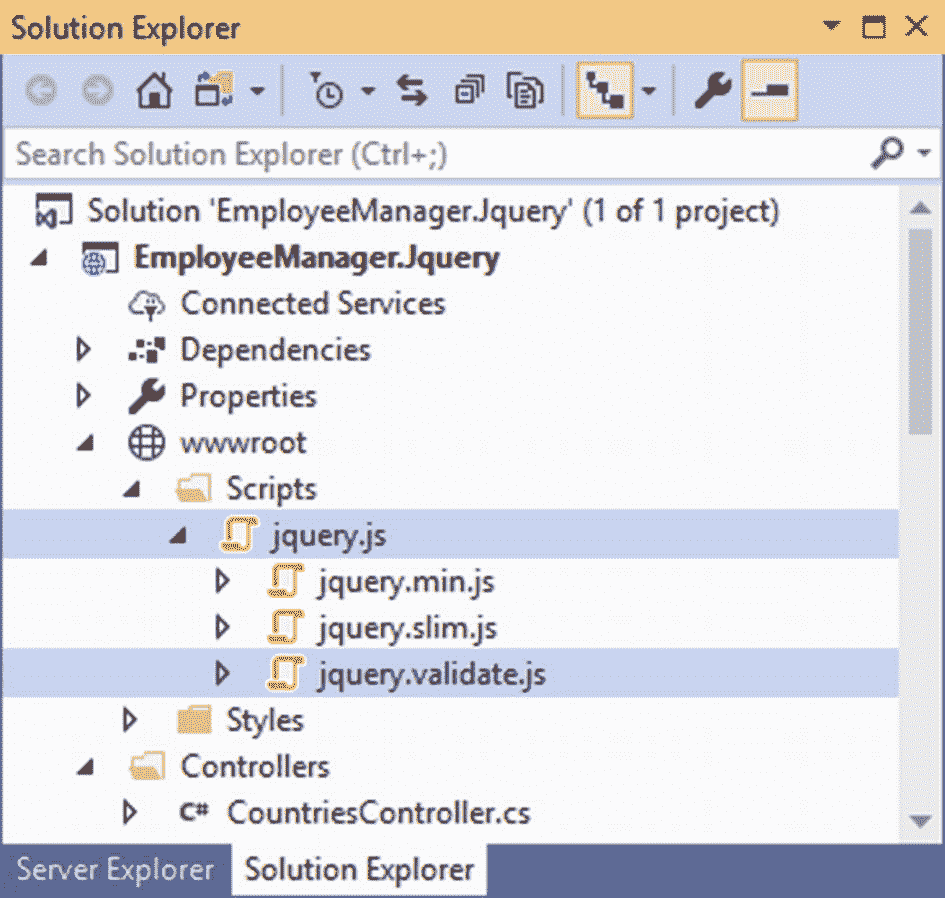 Solution Explorer
Search Solution Explorer (Ctrl+;)
Solution 'EmployeeManager.Jquery' (1 of 1 project)
EmployeeManager.Jquery
Connected Services
Dependencies
Properties
wwwroot
Scripts
jquery.js
jquery.min.js
jquery.slim.js
jquery.validate.js
Styles
Controllers
C# CountriesController.cs
Server Explorer Solution Explorer